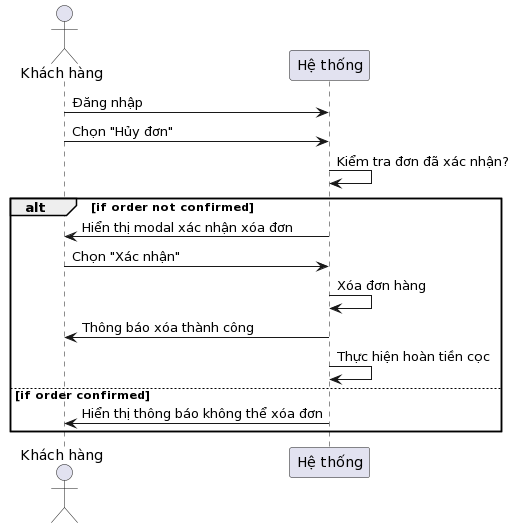 Khách hàng
Hệ thống
Đăng nhập
Chọn "Hủy đơn"
Kiểm tra đơn đã xác nhận?
alt [if order not confirmed]
Hiển thị modal xác nhận xóa đơn
Chọn "Xác nhận"
Xóa đơn hàng
Thông báo xóa thành công
Thực hiện hoàn tiền cọc
[if order confirmed]
Hiển thị thông báo không thể xóa đơn
Khách hàng
Hệ thống